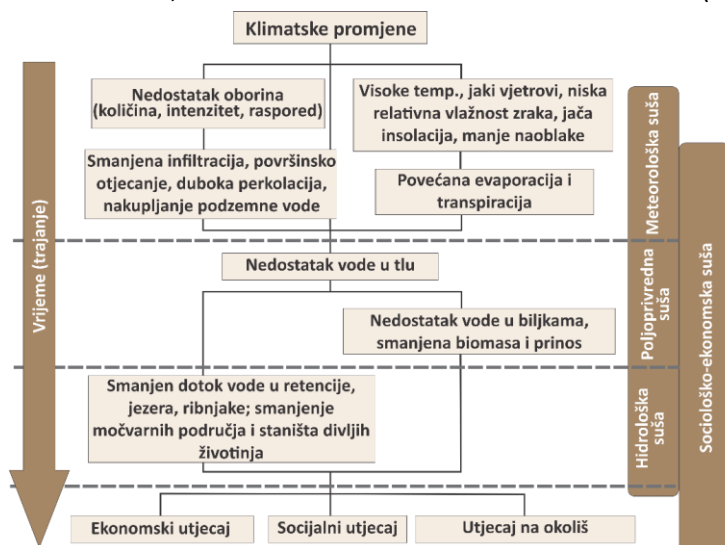 Klimatske promjene
Nedostatak oborina
(količina, intenzitet, raspored)
Visoke temp., jaki vjetrovi, niska
relativna vlažnost zraka, jača
insolacija, manje naoblake
Smanjena infiltracija, površinsko
otjecanje, duboka perkolacija,
nakupljanje podzemne vode
Povećana evaporacija i
transpiracija
Nedostatak vode u tlu
Nedostatak vode u biljkama,
smanjena biomasa i prinos
Smanjen dotok vode u retencije,
jezera, ribnjake; smanjenje
močvarnih područja i staništa divljih
životinja
Ekonomski utjecaj
Socijalni utjecaj
Utjecaj na okoliš
Vrijeme (trajanje)
Meteorološka suša
Poljoprivredna
suša
Hidrološka
suša
Sociološko-ekonomska suša